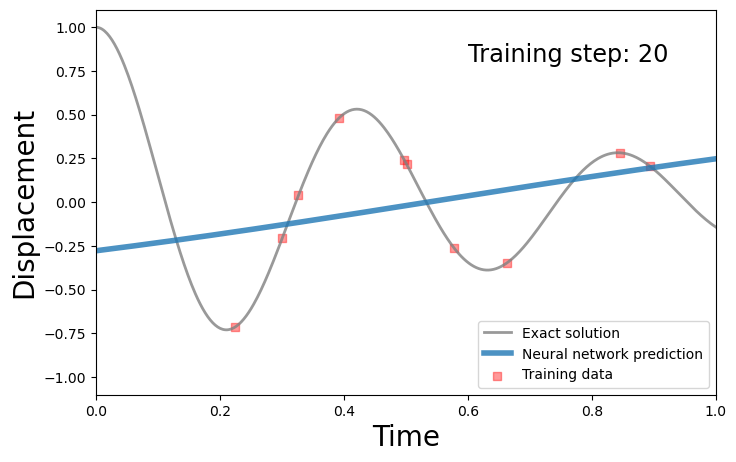 Training step: 20
1.00
0.75
0.50
0.25
0.00
−0.25
−0.50
−0.75
−1.00
Displacement
0.0
0.2
0.4
0.6
0.8
1.0
Time
Exact solution
Neural network prediction
Training data